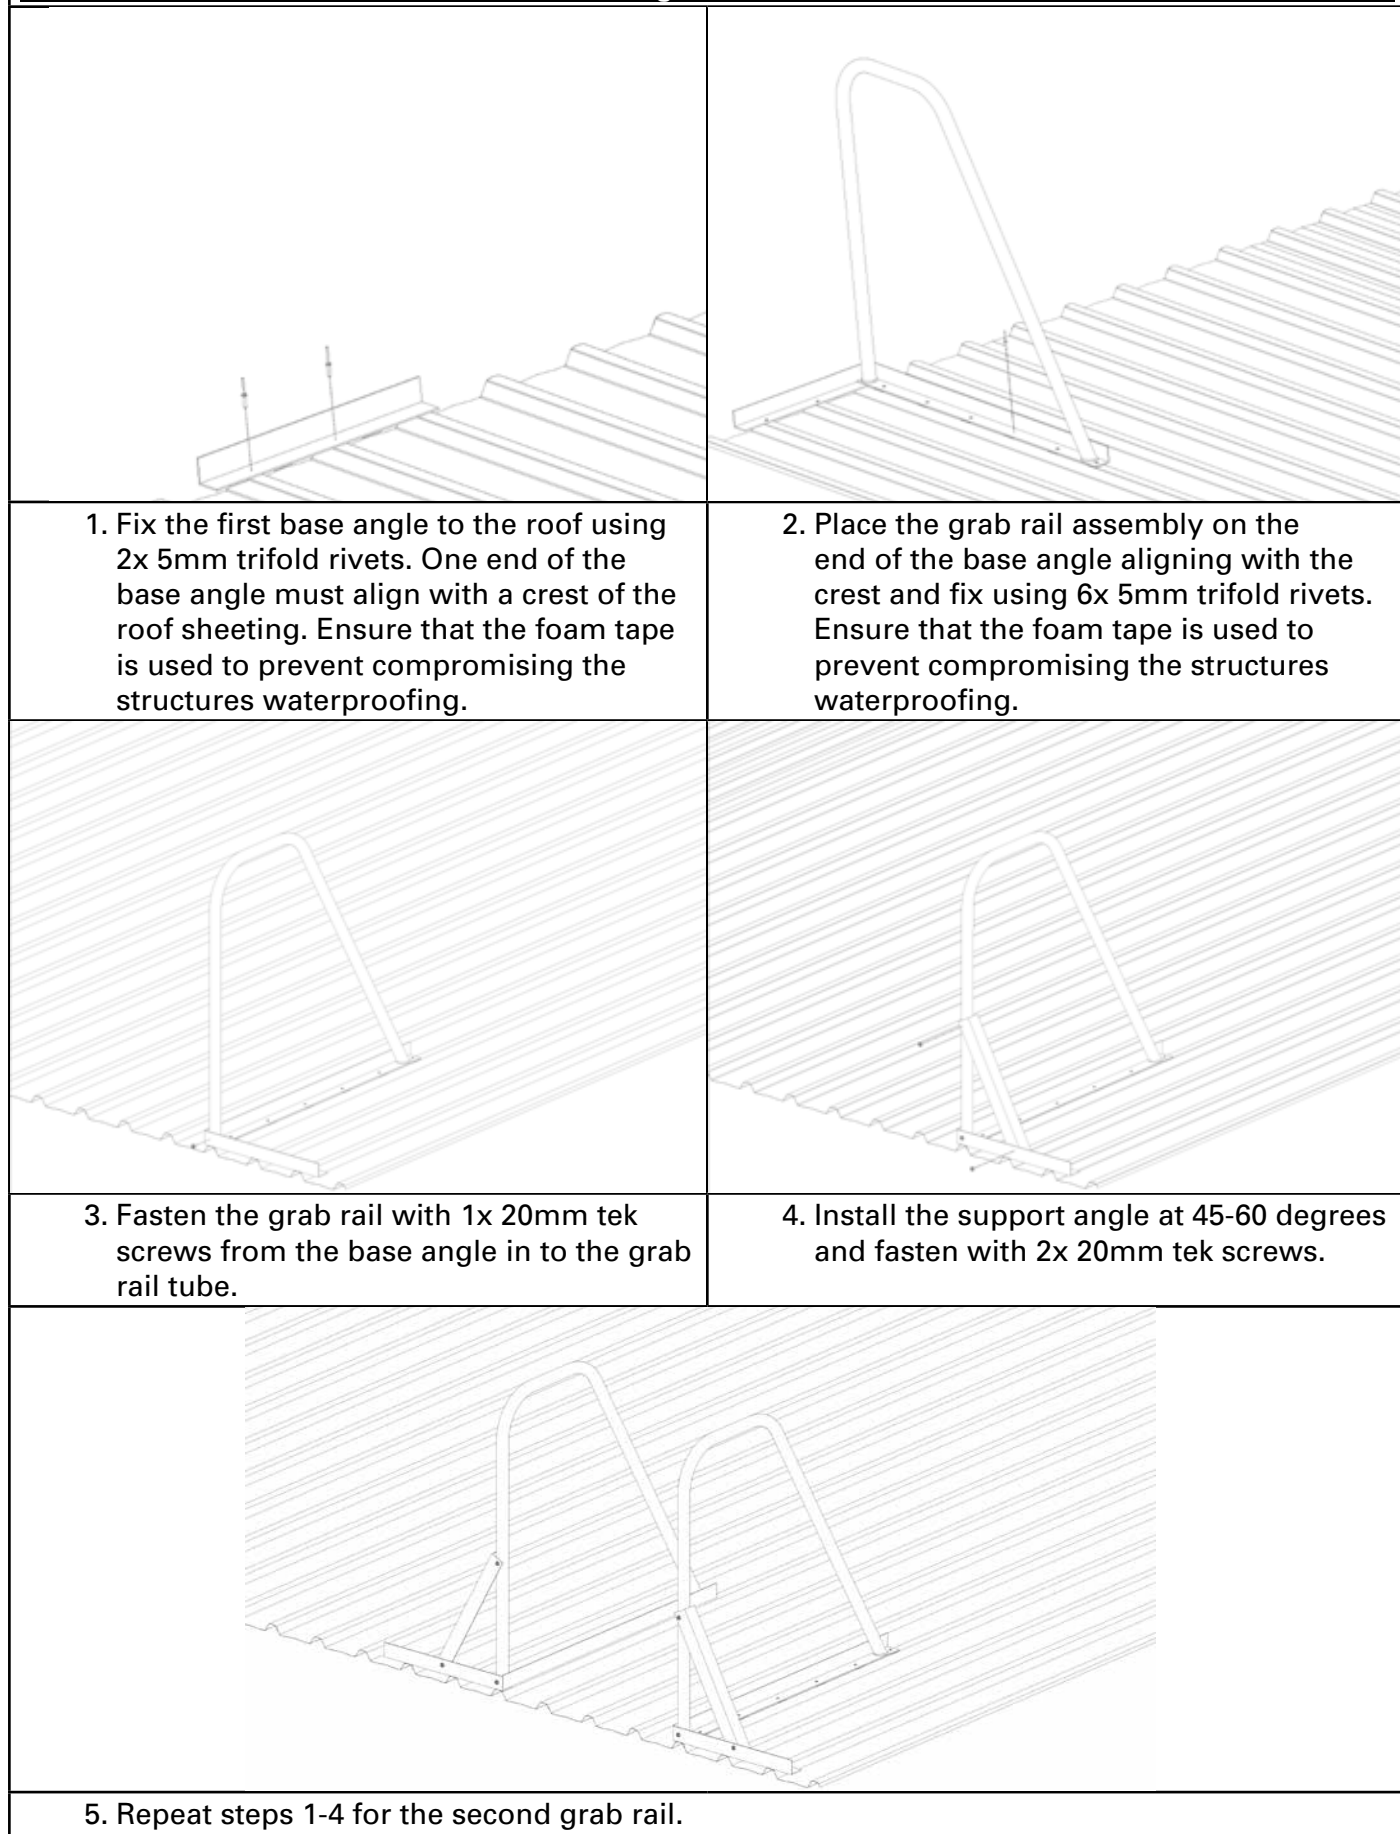 1. Fix the first base angle to the roof using
2x 5mm trifold rivets. One end of the
base angle must align with a crest of the
roof sheeting. Ensure that the foam tape
is used to prevent compromising the
structures waterproofing.
2. Place the grab rail assembly on the
end of the base angle aligning with the
crest and fix using 6x 5mm trifold rivets.
Ensure that the foam tape is used to
prevent compromising the structures
waterproofing.
3. Fasten the grab rail with 1x 20mm tek
screws from the base angle in to the grab
rail tube.
4. Install the support angle at 45-60 degrees
and fasten with 2x 20mm tek screws.
5. Repeat steps 1-4 for the second grab rail.